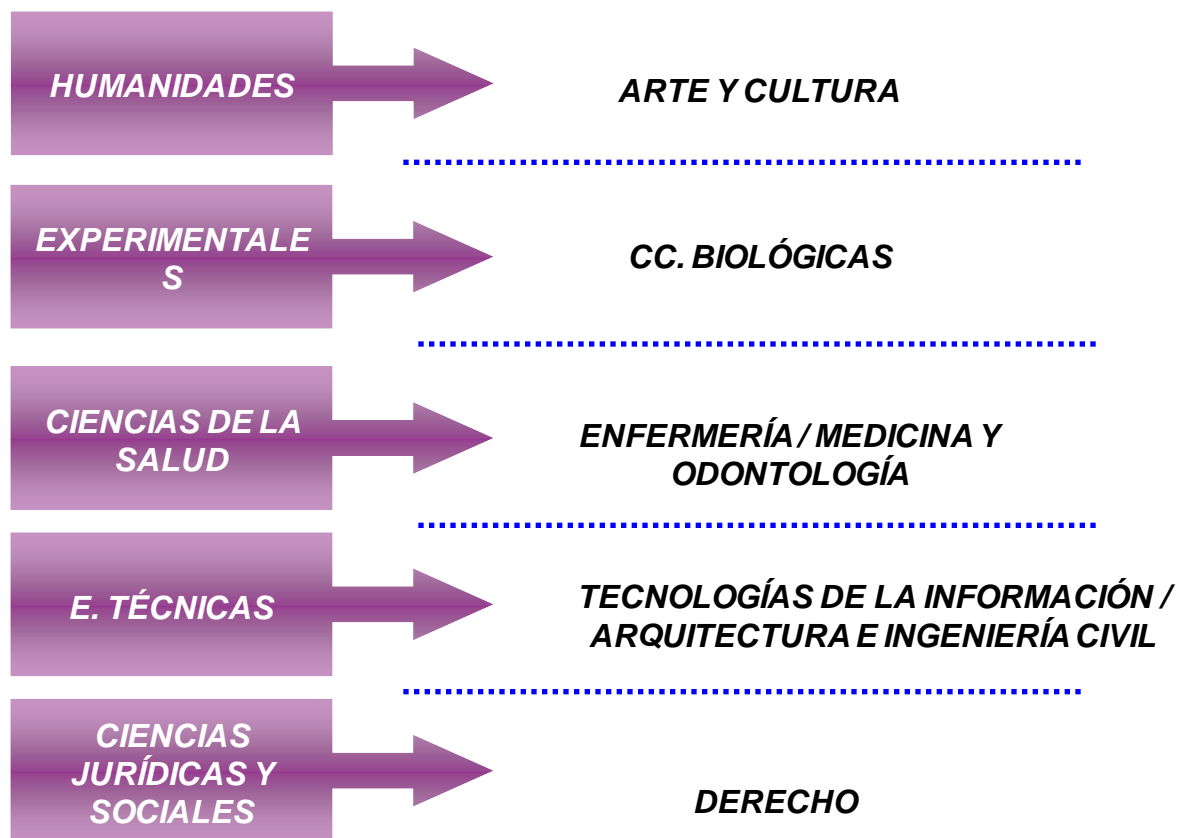 HUMANIDADES
ARTE Y CULTURA
EXPERIMENTALE
S
CC. BIOLÓGICAS
CIENCIAS DE LA
SALUD
ENFERMERÍA / MEDICINA Y
ODONTOLOGÍA
E. TÉCNICAS
TECNOLOGÍAS DE LA INFORMACIÓN /
ARQUITECTURA E INGENIERÍA CIVIL
CIENCIAS
JURÍDICAS Y
SOCIALES
DERECHO